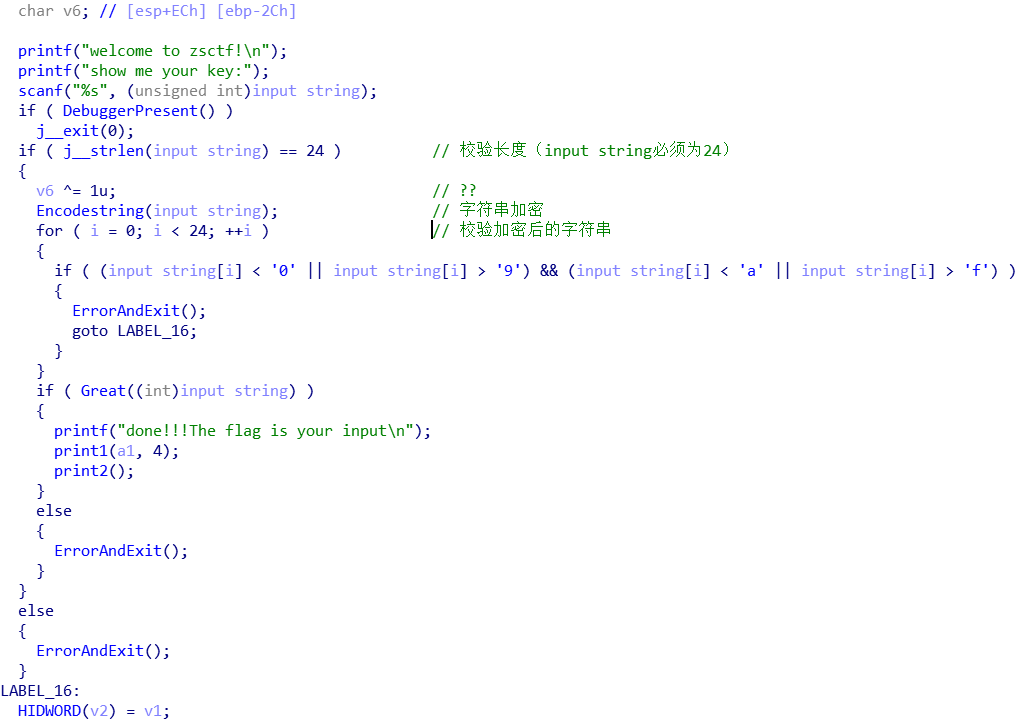 char v6; // [esp+ECh] [ebp-2Ch]
printf("welcome to zsctf!\n");
printf("show me your key:");
scanf("%s", (unsigned int)input string);
if ( DebuggerPresent() )
j__exit(0);
if ( j__strlen(input string) == 24 ) // 校验长度（input string必须为24）
{
v6 ^= 1u; // ??
Encodestring(input string); // 字符串加密
for ( i = 0; i < 24; ++i ) // 校验加密后的字符串
{
if ( (input string[i] < '0' || input string[i] > '9') && (input string[i] < 'a' || input string[i] > 'f') )
{
ErrorAndExit();
goto LABEL_16;
}
}
if ( Great((int)input string) )
{
printf("done!!!The flag is your input\n");
print1(a1, 4);
print2();
}
else
{
ErrorAndExit();
}
}
else
{
ErrorAndExit();
}
LABEL_16:
HIDWORD(v2) = v1;